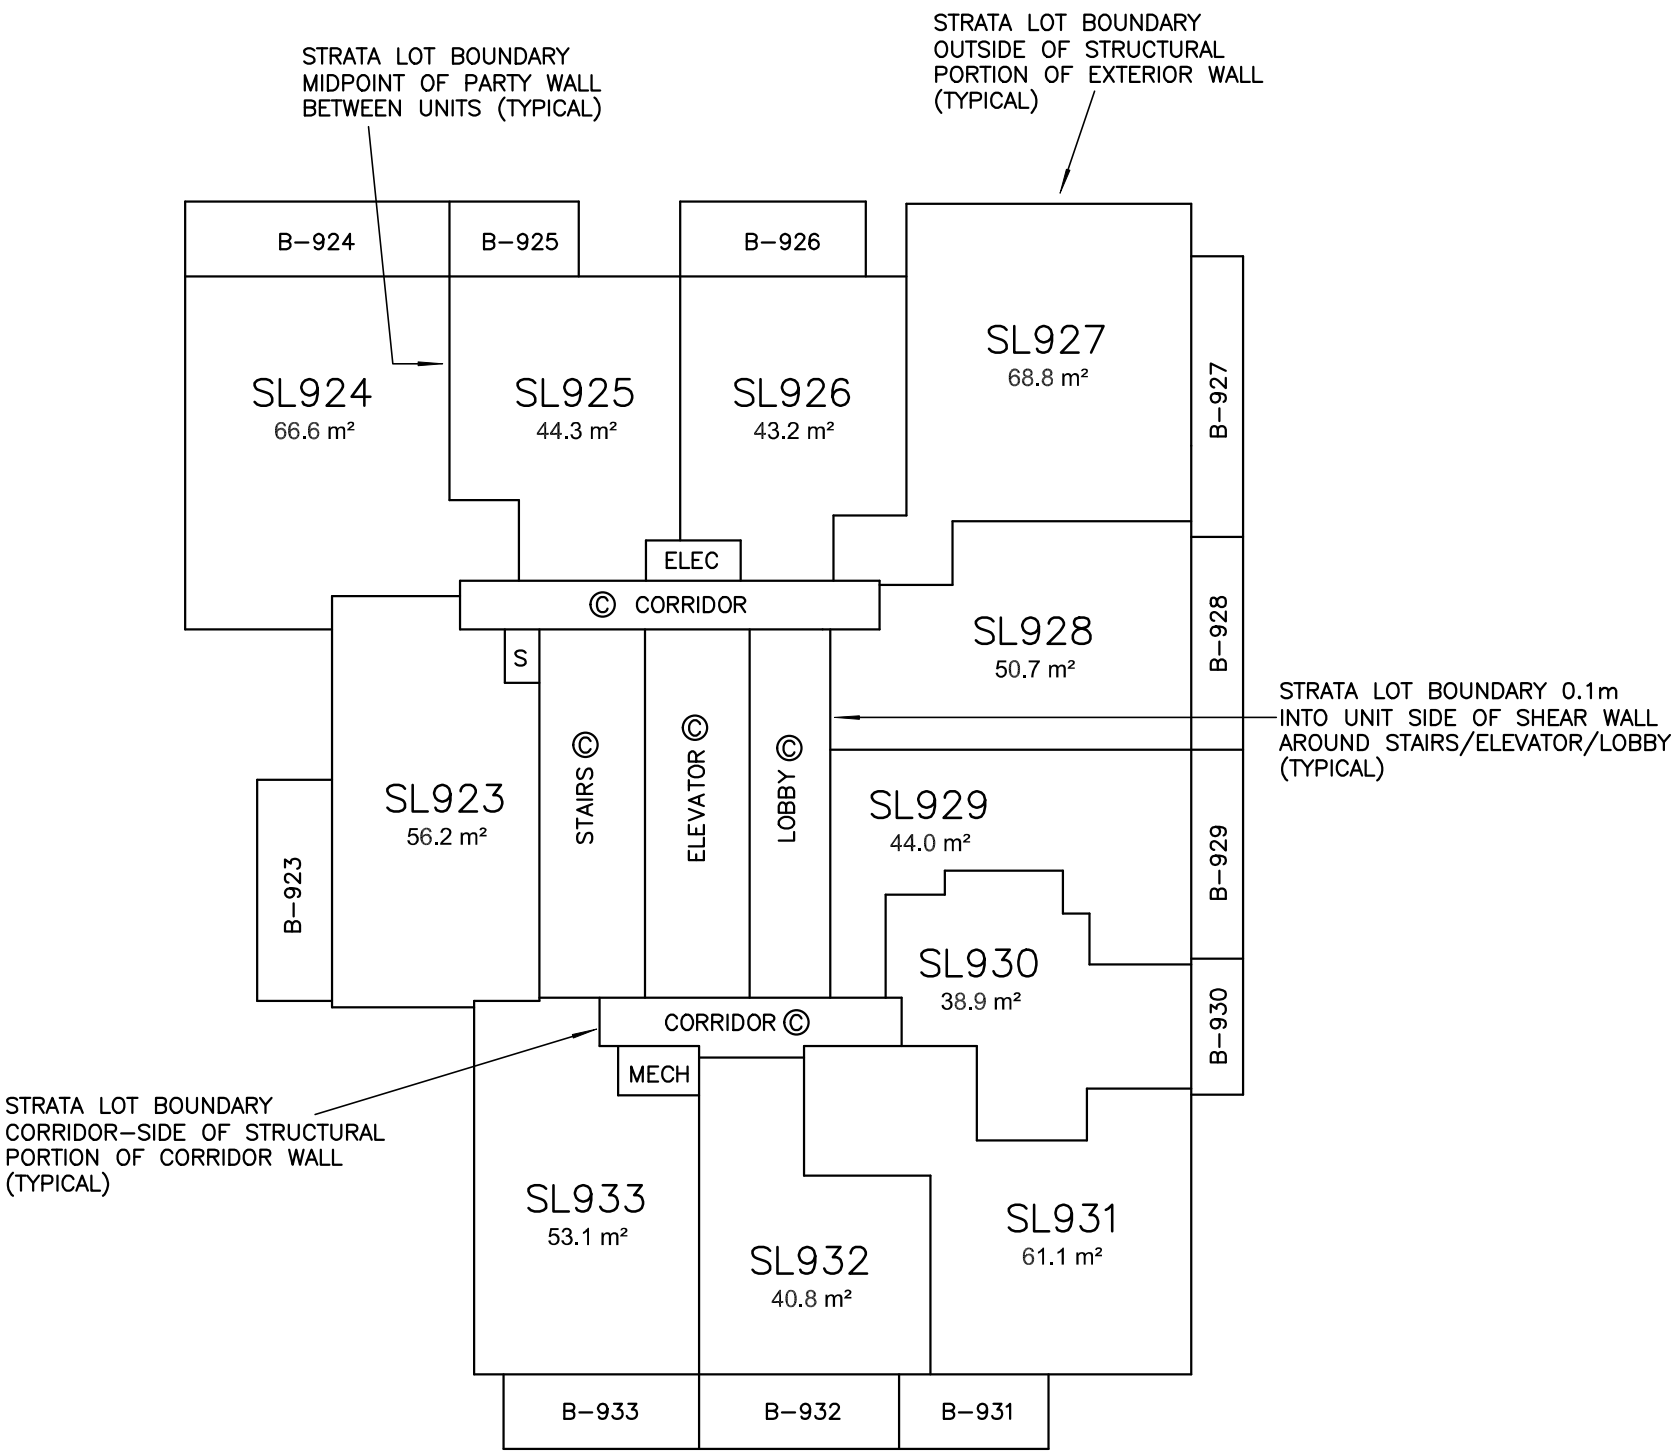 STRATA LOT BOUNDARY
OUTSIDE OF STRUCTURAL
PORTION OF EXTERIOR WALL
(TYPICAL)
STRATA LOT BOUNDARY
MIDPOINT OF PARTY WALL
BETWEEN UNITS (TYPICAL)
B-924
B-925
B-926
SL927
68.8 m²
B-927
SL924
66.6 m²
SL925
44.3 m²
SL926
43.2 m²
ELEC
© CORRIDOR
SL928
50.7 m²
B-928
S
STRATA LOT BOUNDARY 0.1m
INTO UNIT SIDE OF SHEAR WALL
AROUND STAIRS/ELEVATOR/LOBBY
(TYPICAL)
SL923
56.2 m²
STAIRS ©
ELEVATOR ©
LOBBY ©
SL929
44.0 m²
B-929
B-923
SL930
38.9 m²
B-930
CORRIDOR ©
MECH
STRATA LOT BOUNDARY
CORRIDOR-SIDE OF STRUCTURAL
PORTION OF CORRIDOR WALL
(TYPICAL)
SL933
53.1 m²
SL932
40.8 m²
SL931
61.1 m²
B-933
B-932
B-931